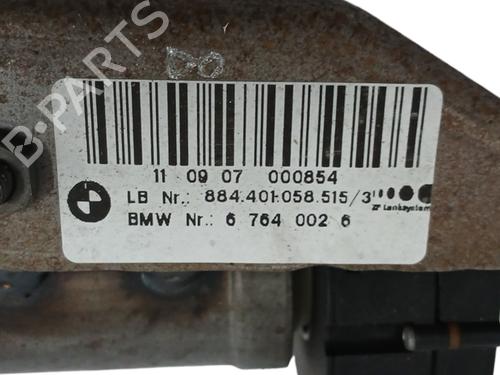 B-PARTS
11 09 07 000854
LB Nr.: 884.401.058.515/3
ZF Lenksysteme
BMW Nr.: 6 764 002 6